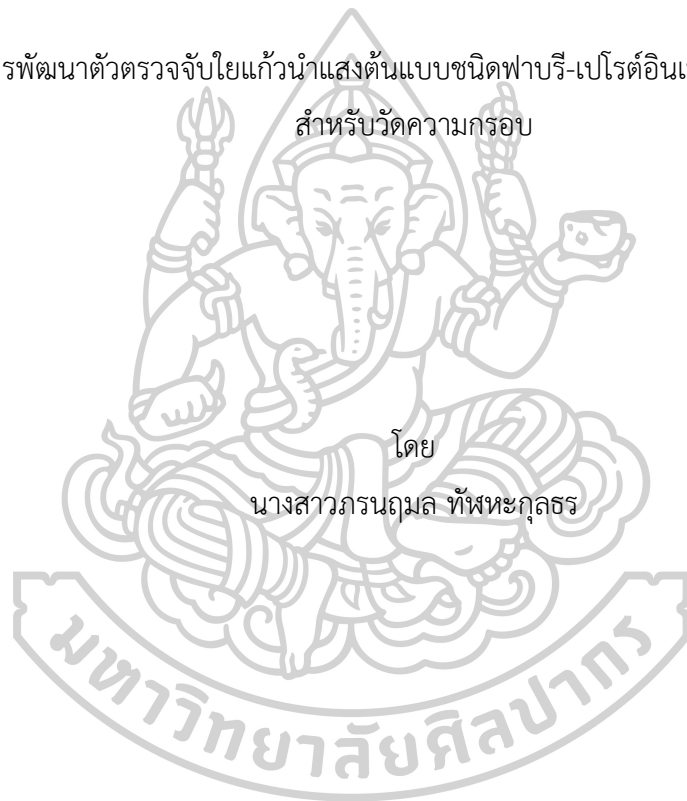 รพัฒนาตัวตรวจจับใยแก้วนำแสงต้นแบบชนิดฟาบรี-เปโรต์อินเ
สำหรับวัดความกรอบ
โดย
นางสาวภรนฤมล ทัฬหะกุลธร
มหาวิทยาลัยศิลปากร